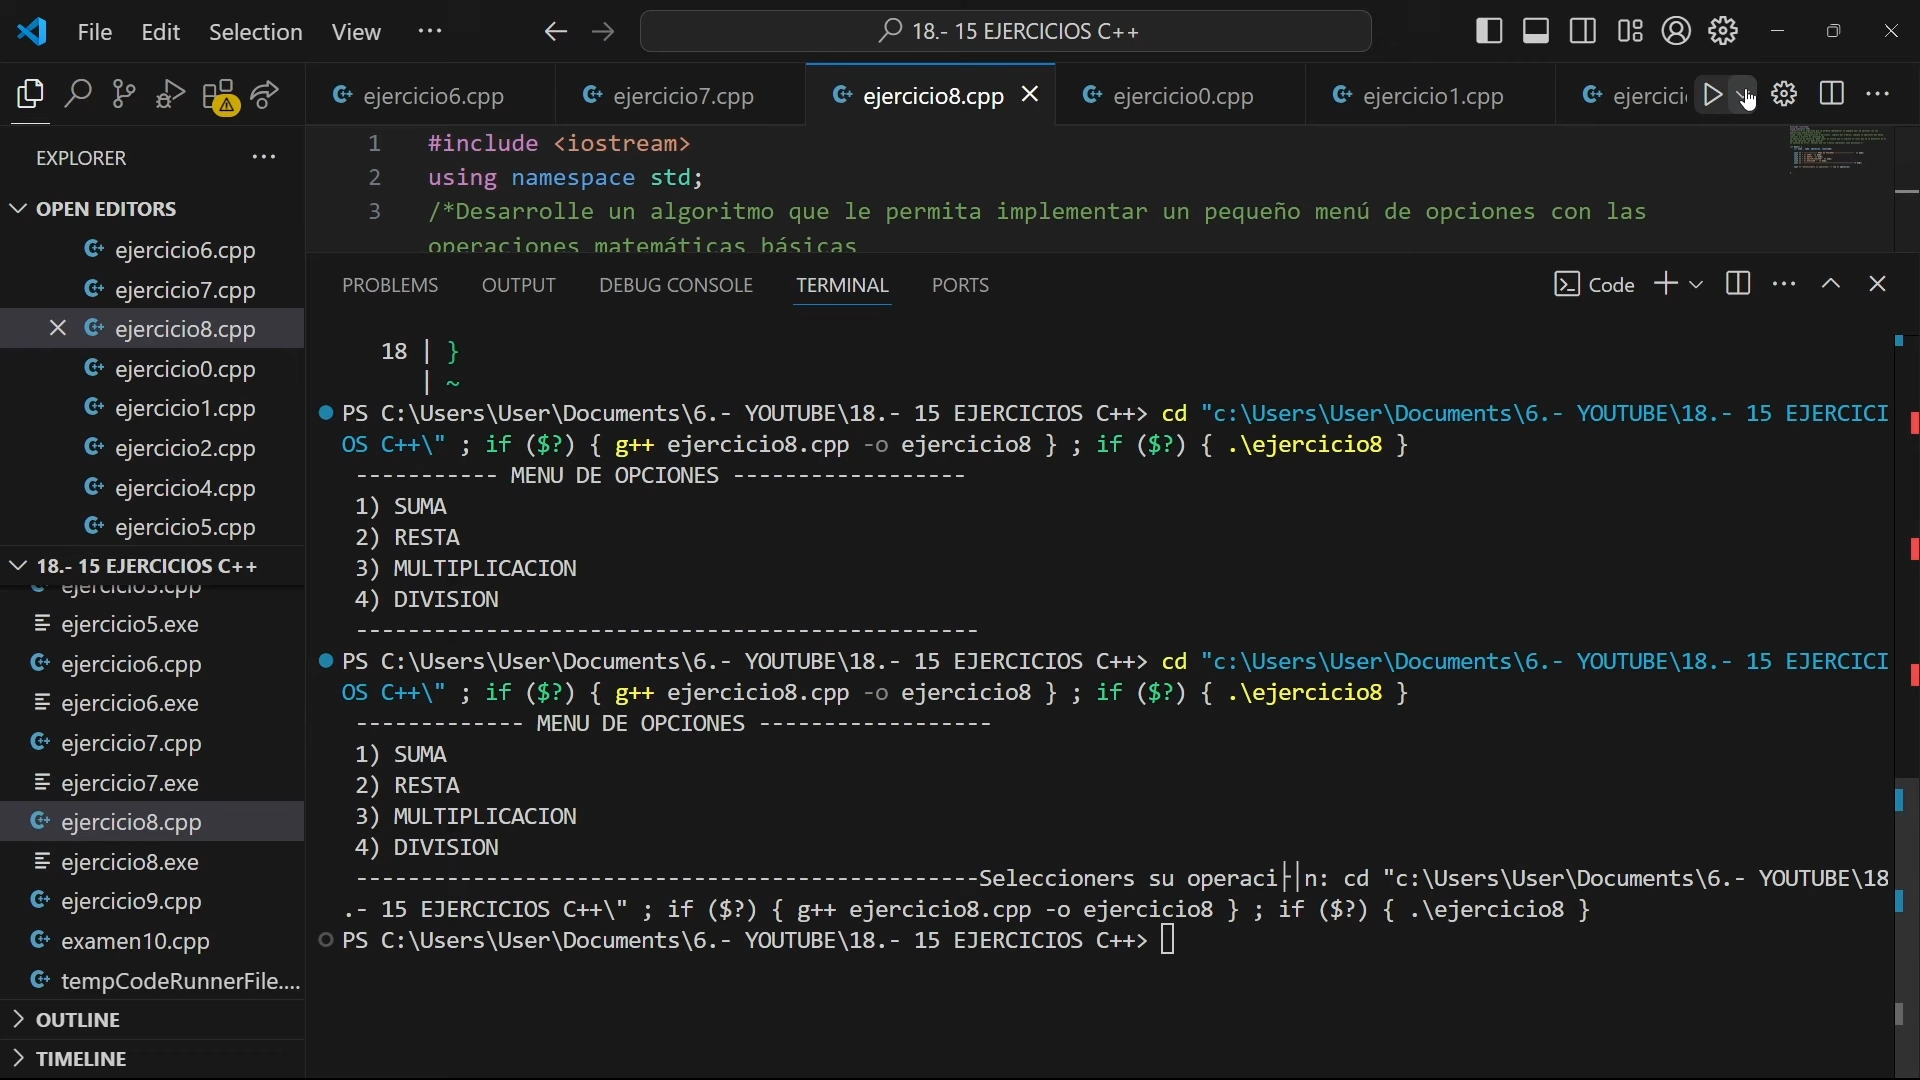 File Edit Selection View ··· 18.- 15 EJERCICIOS C++
ejercicio6.cpp ejercicio7.cpp ejercicio8.cpp ejercicio0.cpp ejercicio1.cpp ejercici
EXPLORER
OPEN EDITORS
ejercicio6.cpp
ejercicio7.cpp
ejercicio8.cpp
ejercicio0.cpp
ejercicio1.cpp
ejercicio2.cpp
ejercicio4.cpp
ejercicio5.cpp
18.- 15 EJERCICIOS C++
ejercicio5.cpp
ejercicio5.exe
ejercicio6.cpp
ejercicio6.exe
ejercicio7.cpp
ejercicio7.exe
ejercicio8.cpp
ejercicio8.exe
ejercicio9.cpp
examen10.cpp
tempCodeRunnerFile....
OUTLINE
TIMELINE
1 #include <iostream>
2 using namespace std;
3 /*Desarrolle un algoritmo que le permita implementar un pequeño menú de opciones con las
operaciones matemáticas básicas
PROBLEMS OUTPUT DEBUG CONSOLE TERMINAL PORTS Code
18 | }
| ~
PS C:\Users\User\Documents\6.- YOUTUBE\18.- 15 EJERCICIOS C++> cd "c:\Users\User\Documents\6.- YOUTUBE\18.- 15 EJERCICI
OS C++\" ; if ($?) { g++ ejercicio8.cpp -o ejercicio8 } ; if ($?) { .\ejercicio8 }
----------- MENU DE OPCIONES ------------------
1) SUMA
2) RESTA
3) MULTIPLICACION
4) DIVISION
------------------------------------------------
PS C:\Users\User\Documents\6.- YOUTUBE\18.- 15 EJERCICIOS C++> cd "c:\Users\User\Documents\6.- YOUTUBE\18.- 15 EJERCICI
OS C++\" ; if ($?) { g++ ejercicio8.cpp -o ejercicio8 } ; if ($?) { .\ejercicio8 }
------------- MENU DE OPCIONES ------------------
1) SUMA
2) RESTA
3) MULTIPLICACION
4) DIVISION
------------------------------------------------Seleccioners su operaci├│n: cd "c:\Users\User\Documents\6.- YOUTUBE\18
.- 15 EJERCICIOS C++\" ; if ($?) { g++ ejercicio8.cpp -o ejercicio8 } ; if ($?) { .\ejercicio8 }
PS C:\Users\User\Documents\6.- YOUTUBE\18.- 15 EJERCICIOS C++>